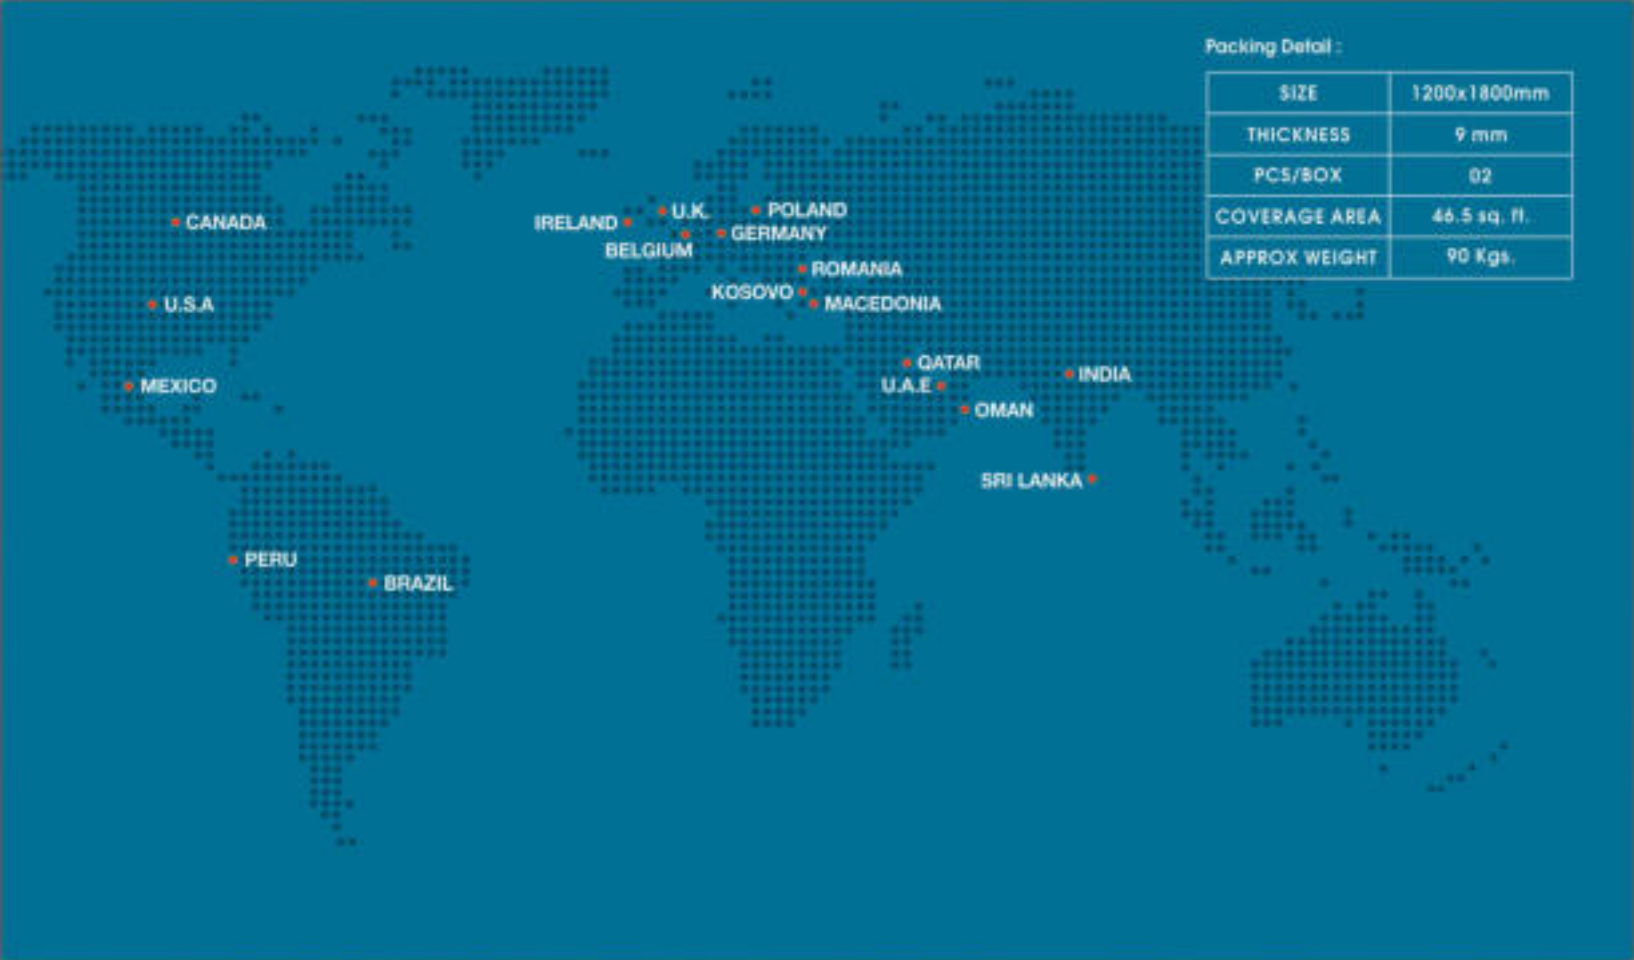 Packing Detail :
SIZE 1200x1800mm
THICKNESS 9 mm
PCS/BOX 02
COVERAGE AREA 46.5 sq. ft.
APPROX WEIGHT 90 Kgs.
CANADA
U.S.A
MEXICO
PERU
BRAZIL
IRELAND
U.K.
POLAND
BELGIUM
GERMANY
ROMANIA
KOSOVO
MACEDONIA
QATAR
U.A.E
OMAN
INDIA
SRI LANKA